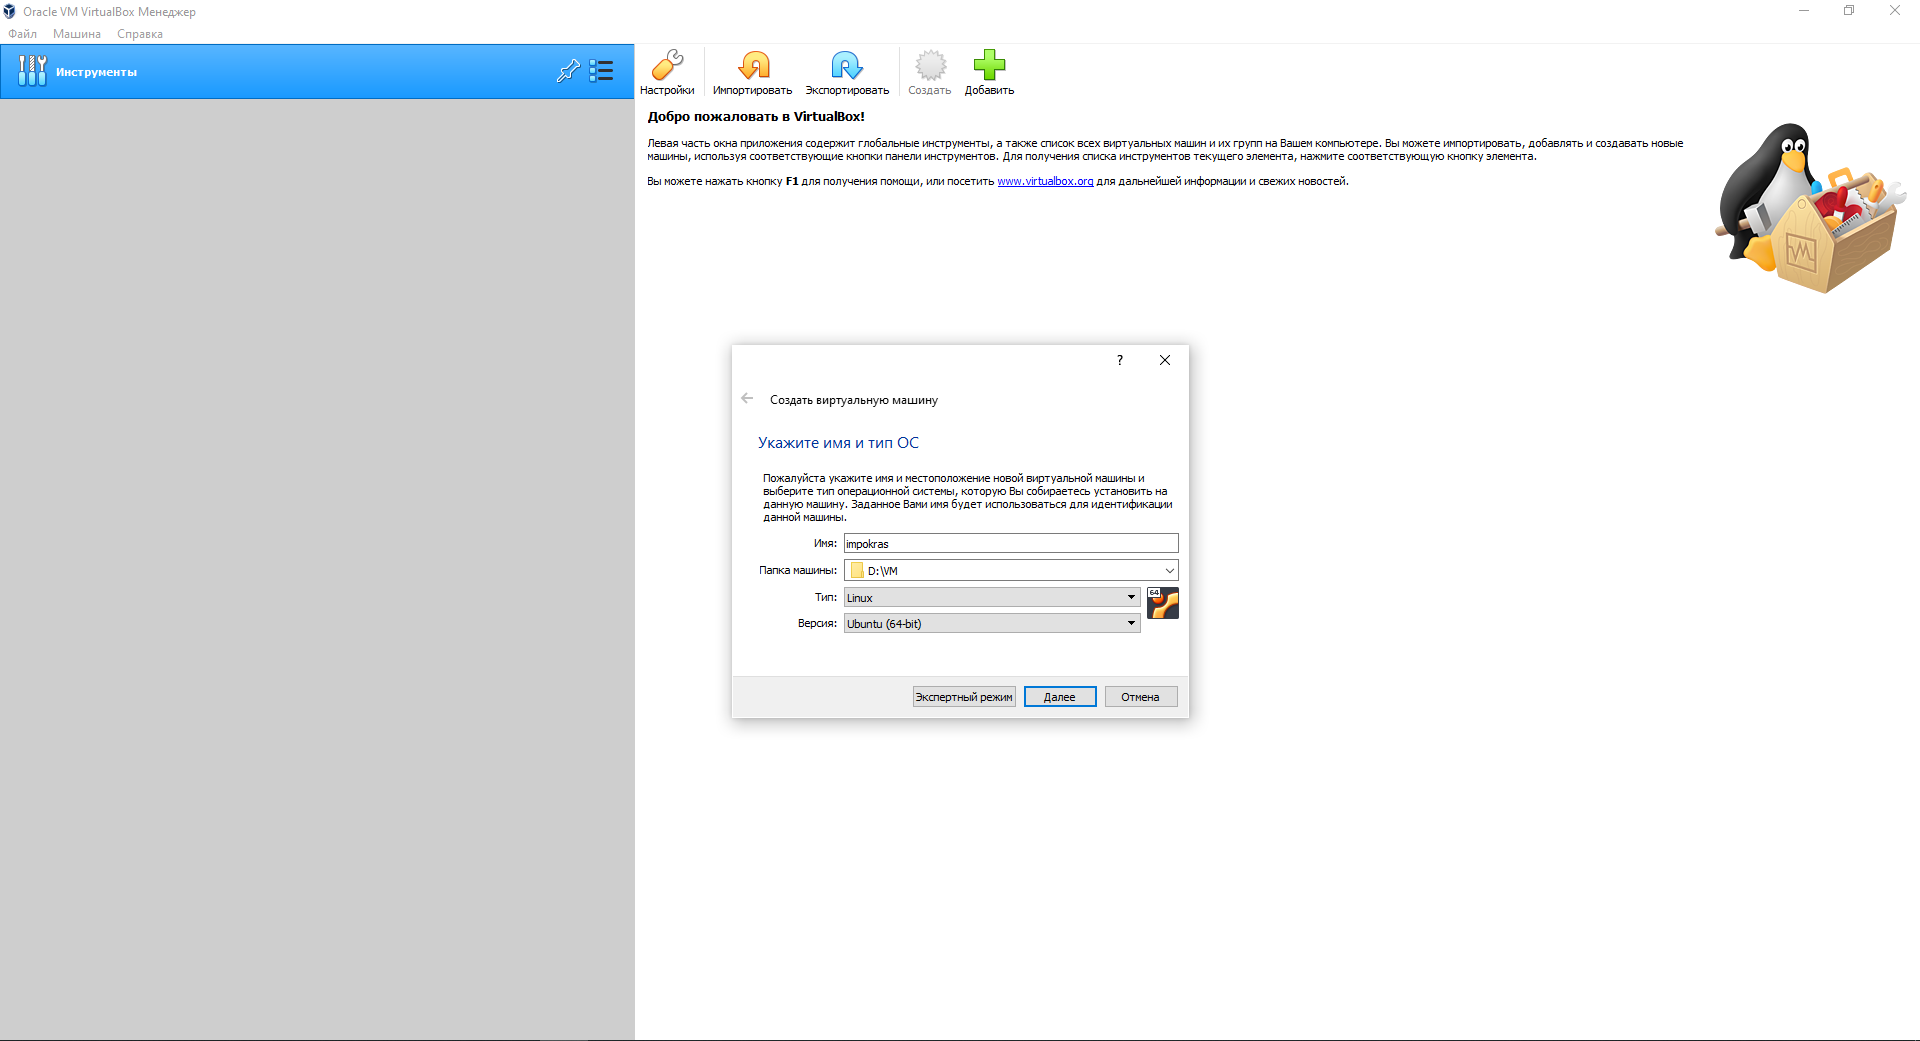 Oracle VM VirtualBox Менеджер
Файл Машина Справка
Инструменты
Настройки Импортировать Экспортировать Создать Добавить
Добро пожаловать в VirtualBox!
Левая часть окна приложения содержит глобальные инструменты, а также список всех виртуальных машин и их групп на Вашем компьютере. Вы можете импортировать, добавлять и создавать новые
машины, используя соответствующие кнопки панели инструментов. Для получения списка инструментов текущего элемента, нажмите соответствующую кнопку элемента.
Вы можете нажать кнопку F1 для получения помощи, или посетить www.virtualbox.org для дальнейшей информации и свежих новостей.
?
Создать виртуальную машину
Укажите имя и тип ОС
Пожалуйста укажите имя и местоположение новой виртуальной машины и
выберите тип операционной системы, которую Вы собираетесь установить на
данную машину. Заданное Вами имя будет использоваться для идентификации
данной машины.
Имя: impokras
Папка машины: D:\VM
Тип: Linux
64
Версия: Ubuntu (64-bit)
Экспертный режим Далее Отмена